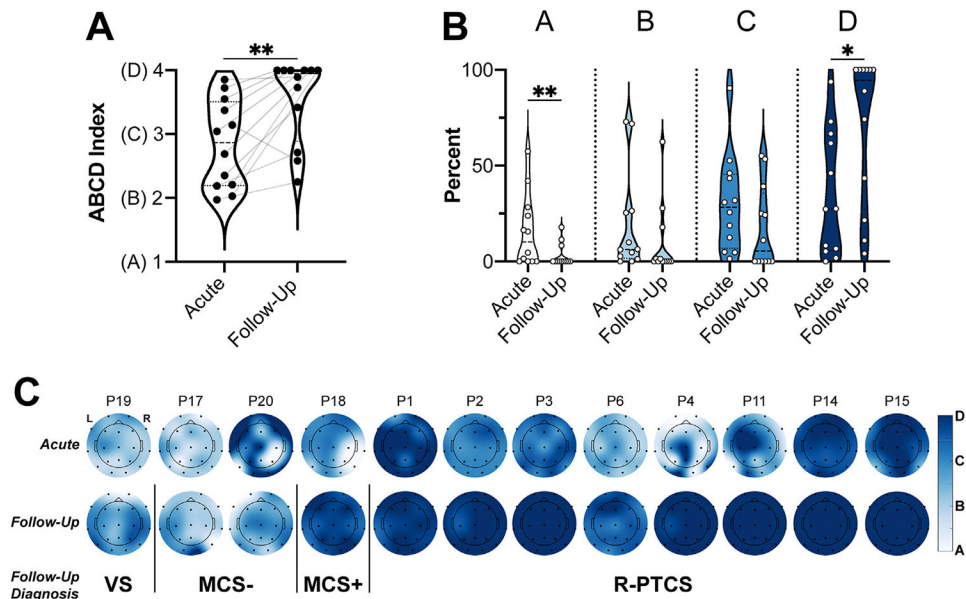 A
**
(D) 4
(C) 3
(B) 2
(A) 1
ABCD Index
Acute
Follow-Up
B
A
B
C
D
**
*
100
50
0
Percent
Acute
Follow-Up
Acute
Follow-Up
Acute
Follow-Up
Acute
Follow-Up
C
P19 P17 P20 P18 P1 P2 P3 P6 P4 P11 P14 P15
L R
Acute
Follow-Up
Follow-Up
Diagnosis
VS MCS- MCS+ R-PTCS
D
C
B
A